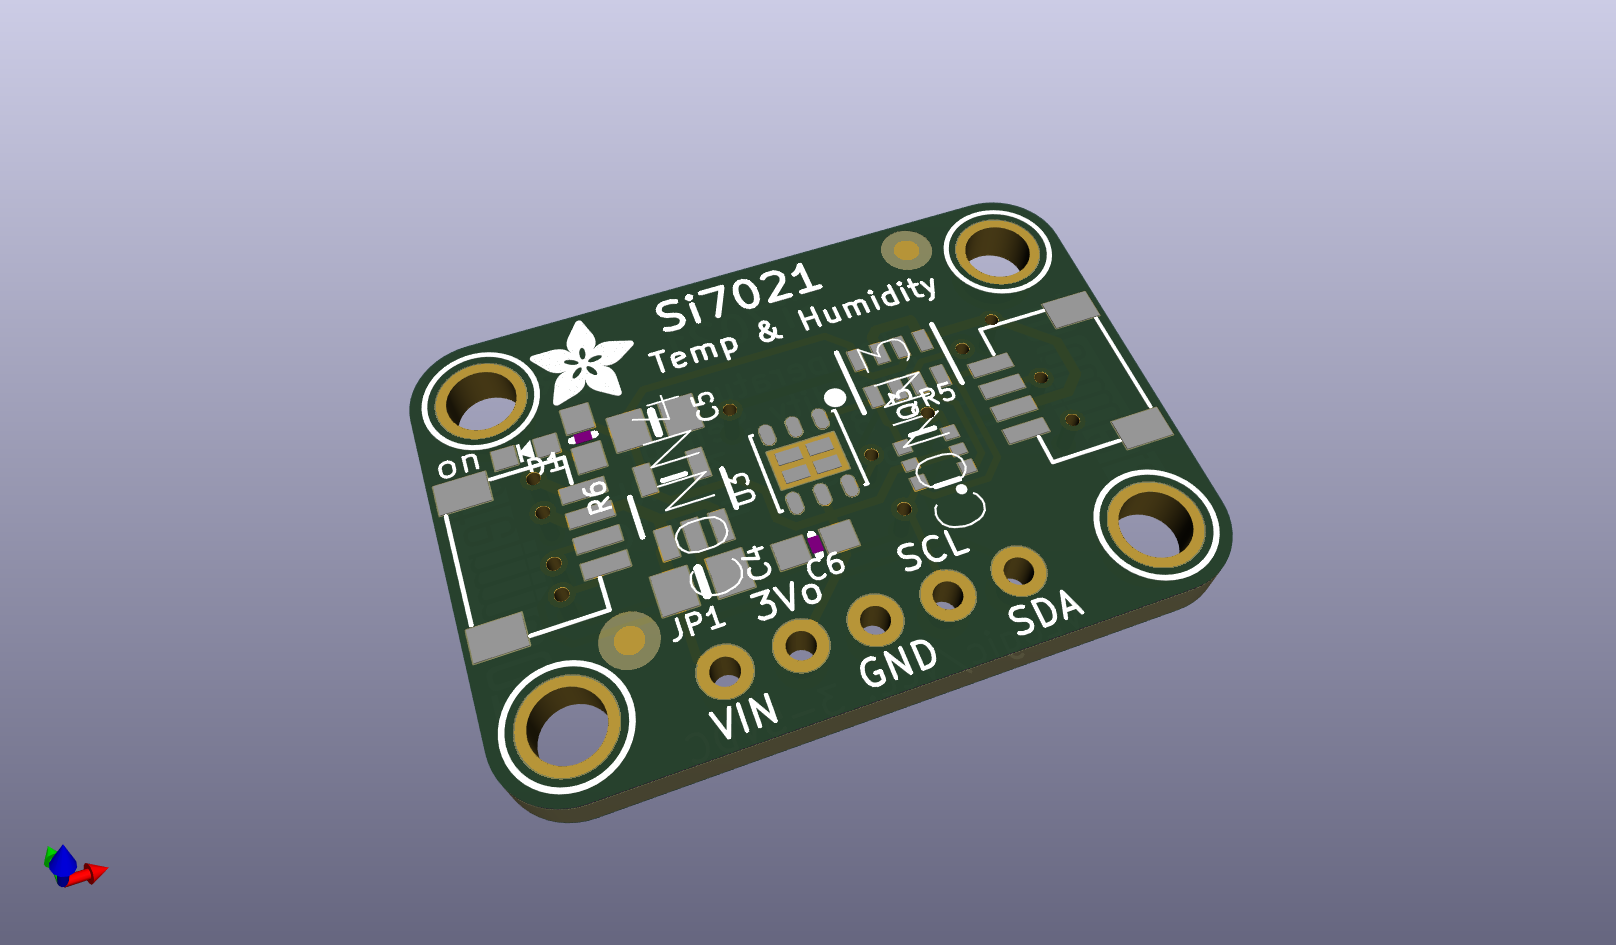 Si7021
Temp & Humidity
on
D1
C5
R5
R6
U3
C4
C6
3Vo
SCL
JP1
SDA
GND
VIN